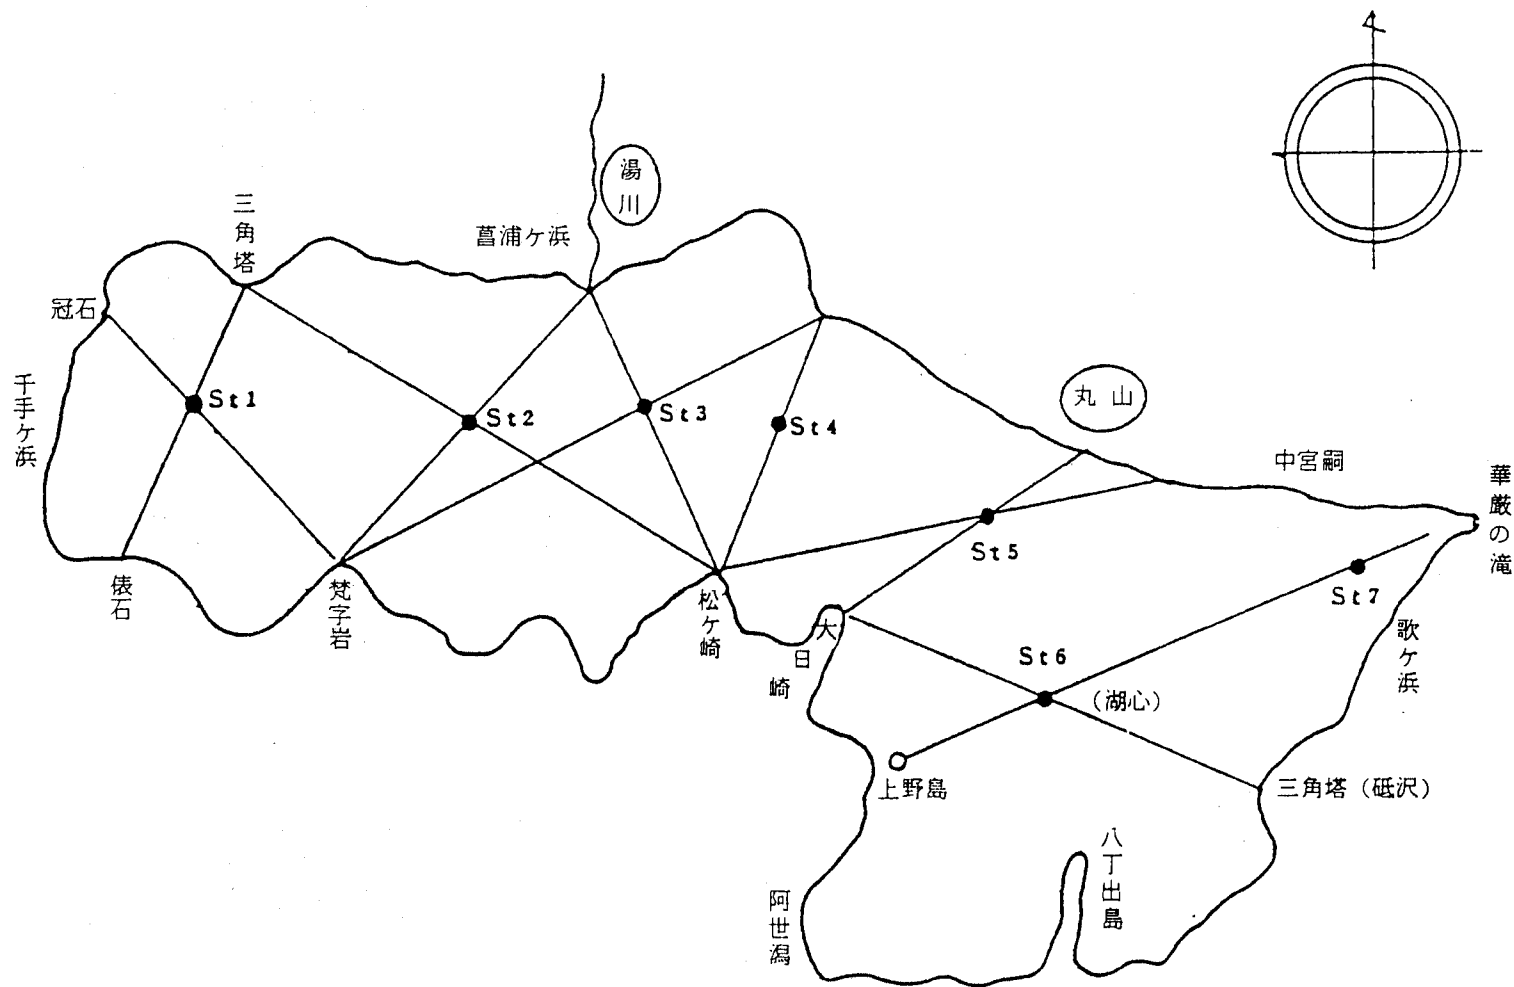 湯川
三角塔
菖浦ケ浜
冠石
千手ケ浜
St1
St2
St3
St4
丸山
中宮嗣
華厳の滝
俵石
梵字岩
松ケ崎
大日崎
St5
St7
歌ケ浜
St6
(湖心)
上野島
三角塔(砥沢)
八丁出島
阿世潟